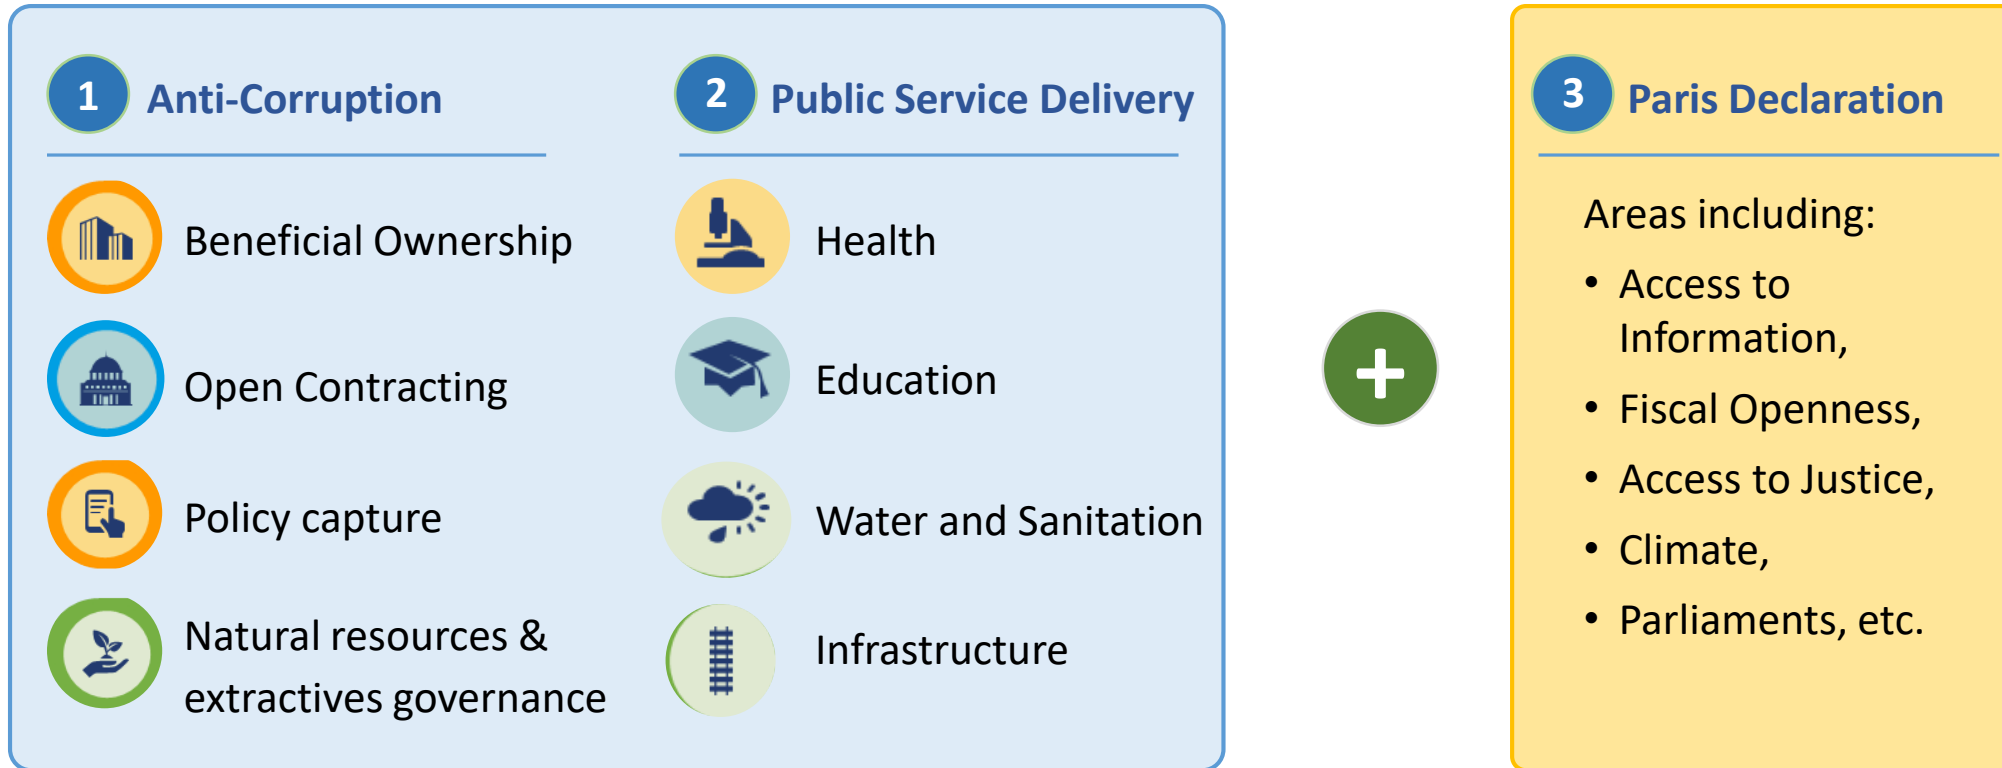 1 Anti-Corruption
Beneficial Ownership
Open Contracting
Policy capture
Natural resources &
extractives governance
2 Public Service Delivery
Health
Education
Water and Sanitation
Infrastructure
+
3 Paris Declaration
Areas including:
• Access to
Information,
• Fiscal Openness,
• Access to Justice,
• Climate,
• Parliaments, etc.